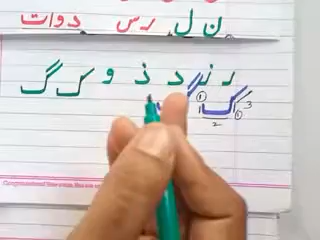 ن ل رس دوات
ر ز د ذ و ک گ
ک